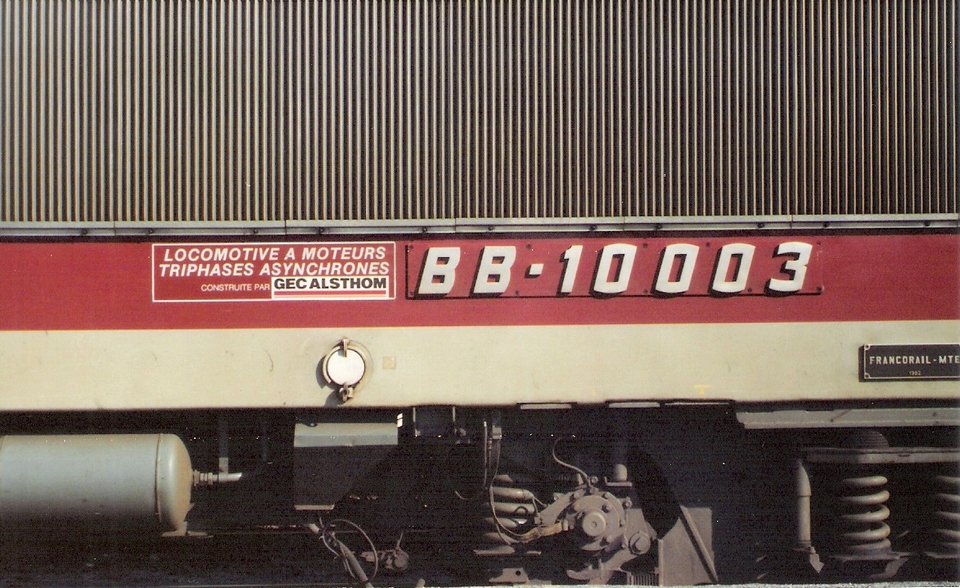 LOCOMOTIVE A MOTEURS
TRIPHASES ASYNCHRONES
CONSTRUITE PAR GEC ALSTHOM
BB-10003
FRANCORAIL-MTE